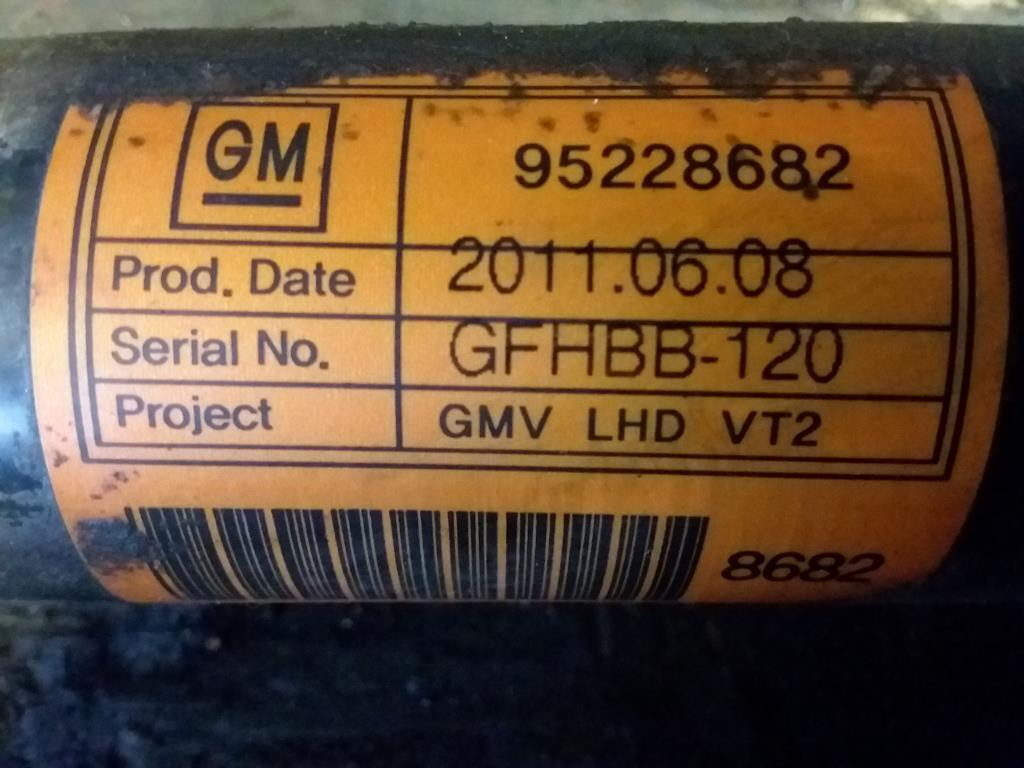 GM 95228682
Prod. Date 2011.06.08
Serial No. GFHBB-120
Project GMV LHD VT2
8682